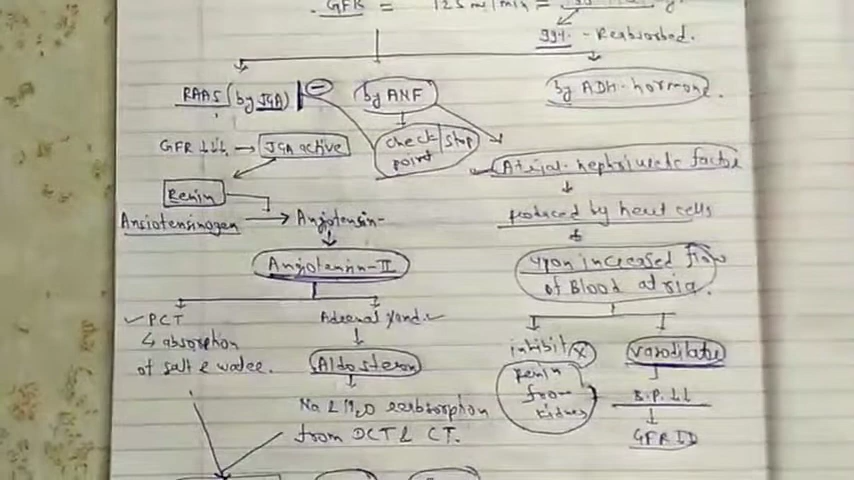 GFR = 125 ml/min =
99% - Reabsorbed.
RAAS (by JGA)
by ANF
by ADH-hormone.
GFR ↓↓↓ → JGA active
check point | stop
Atrial-nephriuretic factor
Renin
Angiotensinogen → Angiotensin-
produced by heart cells
Angiotensin-II
upon increased flow
of Blood atria.
✓ PCT
Adrenal gland ✓
↳ absorption
of salt & water.
Aldosteron
inhibit (x)
vasodilate
Renin
from
kidney
B.P. ↓↓
Na & H2O reabsorption
from DCT & CT.
GFR ↓↓